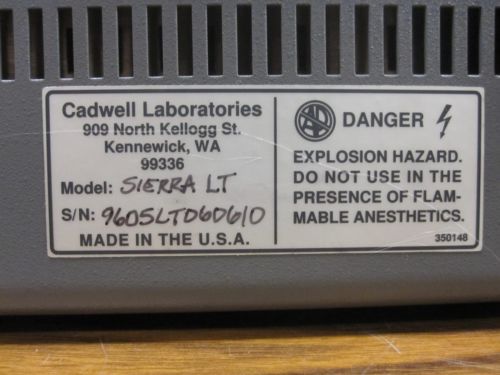 Cadwell Laboratories
909 North Kellogg St.
Kennewick, WA
99336
Model: SIERRA LT
S/N: 9605LT060610
MADE IN THE U.S.A.
DANGER
EXPLOSION HAZARD.
DO NOT USE IN THE
PRESENCE OF FLAM-
MABLE ANESTHETICS.
350148